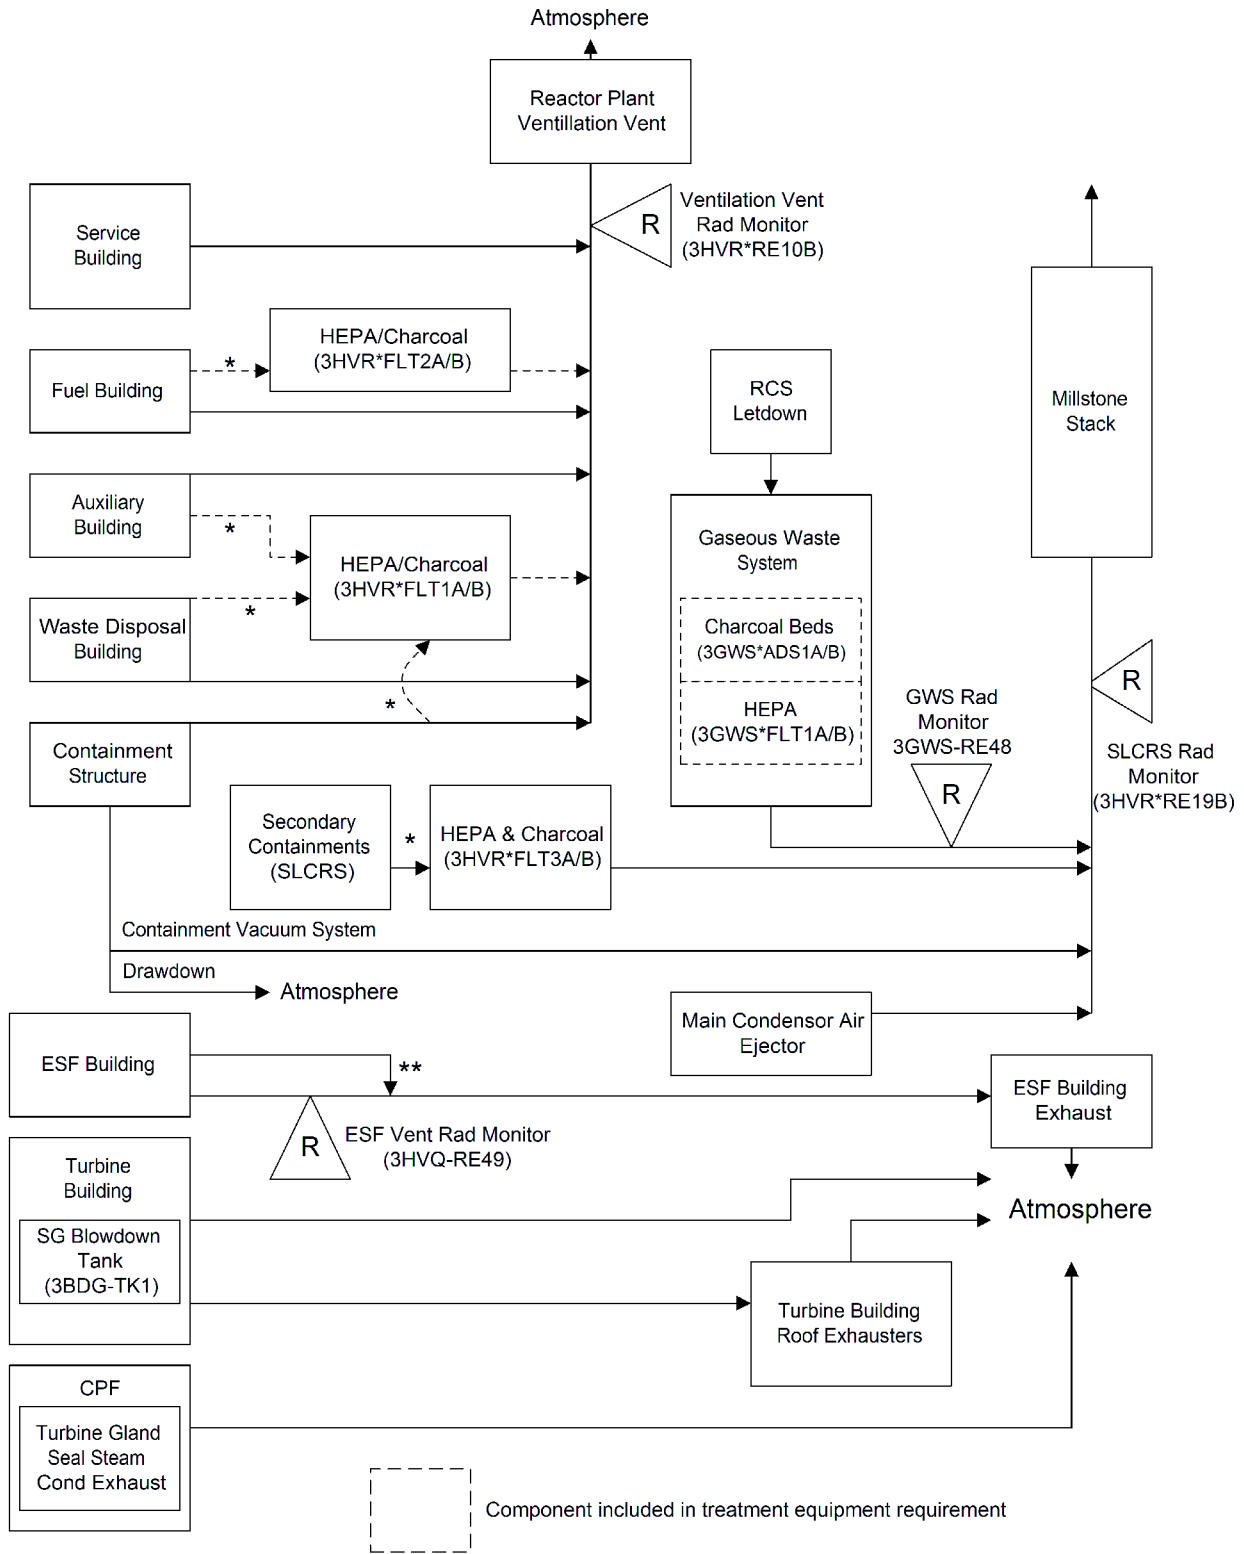 Atmosphere
Reactor Plant
Ventillation Vent
Service
Building
R
Ventilation Vent
Rad Monitor
(3HVR*RE10B)
HEPA/Charcoal
(3HVR*FLT2A/B)
*
Fuel Building
RCS
Letdown
Millstone
Stack
Auxiliary
Building
*
HEPA/Charcoal
(3HVR*FLT1A/B)
Gaseous Waste
System
Waste Disposal
Building
*
Charcoal Beds
(3GWS*ADS1A/B)
HEPA
(3GWS*FLT1A/B)
*
R
GWS Rad
Monitor
3GWS-RE48
R
SLCRS Rad
Monitor
(3HVR*RE19B)
Containment
Structure
Secondary
Containments
(SLCRS)
*
HEPA & Charcoal
(3HVR*FLT3A/B)
Containment Vacuum System
Drawdown
Atmosphere
Main Condensor Air
Ejector
ESF Building
**
ESF Building
Exhaust
R
ESF Vent Rad Monitor
(3HVQ-RE49)
Turbine
Building
SG Blowdown
Tank
(3BDG-TK1)
Atmosphere
Turbine Building
Roof Exhausters
CPF
Turbine Gland
Seal Steam
Cond Exhaust
Component included in treatment equipment requirement